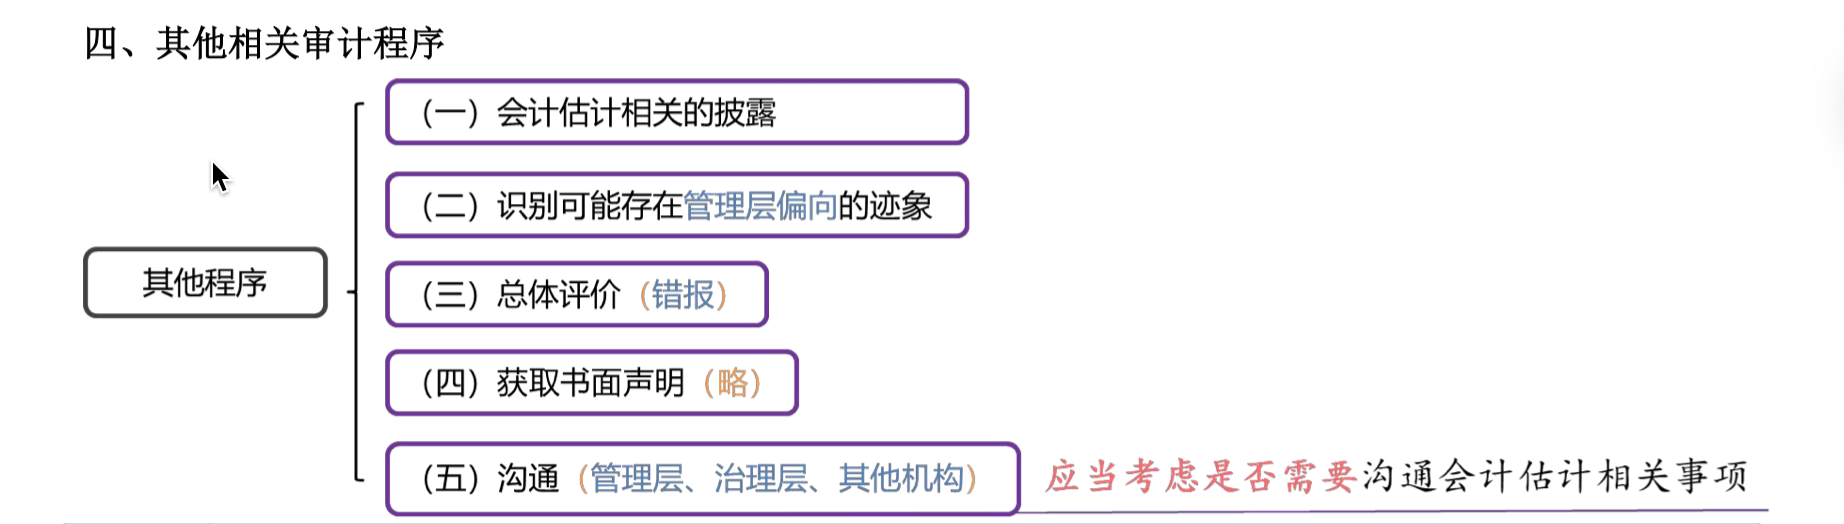 四、其他相关审计程序
（一）会计估计相关的披露
（二）识别可能存在管理层偏向的迹象
其他程序
（三）总体评价（错报）
（四）获取书面声明（略）
（五）沟通（管理层、治理层、其他机构）应当考虑是否需要沟通会计估计相关事项